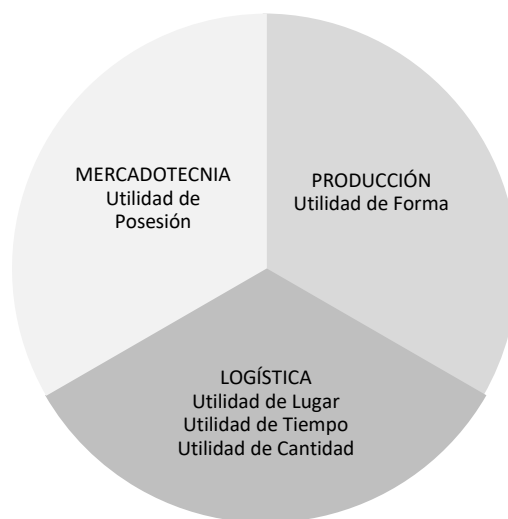 MERCADOTECNIA
Utilidad de
Posesión
PRODUCCIÓN
Utilidad de Forma
LOGÍSTICA
Utilidad de Lugar
Utilidad de Tiempo
Utilidad de Cantidad